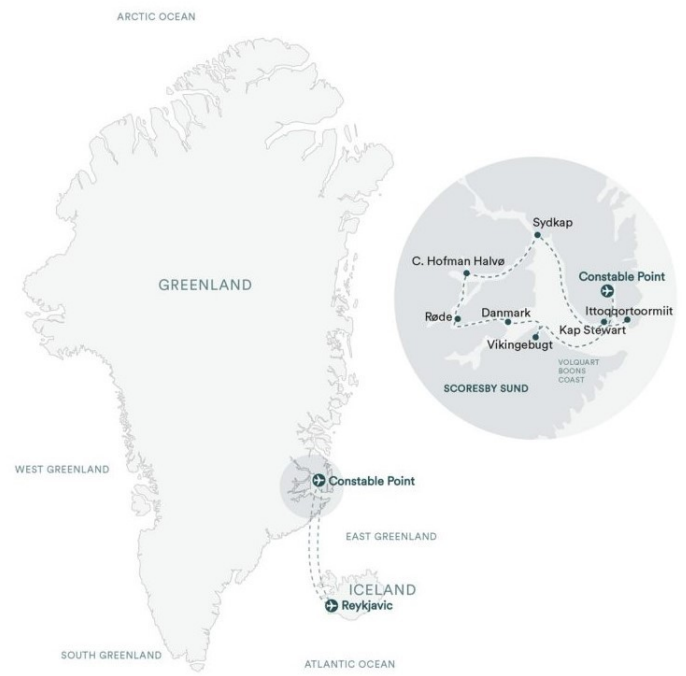 ARCTIC OCEAN
GREENLAND
Sydkap
C. Hofman Halvø
Constable Point
Røde
Danmark
Ittoqqortoormiit
Kap Stewart
Vikingebugt
VOLQUART
BOONS
COAST
SCORESBY SUND
WEST GREENLAND
Constable Point
EAST GREENLAND
ICELAND
Reykjavic
SOUTH GREENLAND
ATLANTIC OCEAN